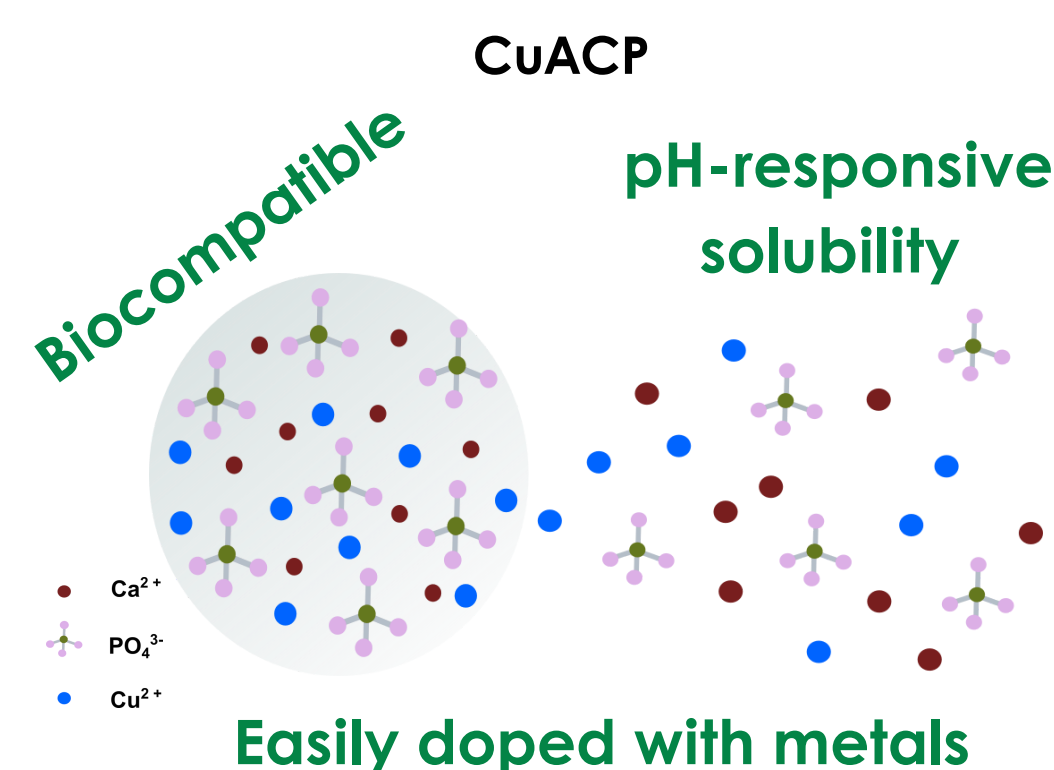 CuACP
Biocompatible
pH-responsive
solubility
Ca²⁺
PO₄³⁻
Cu²⁺
Easily doped with metals